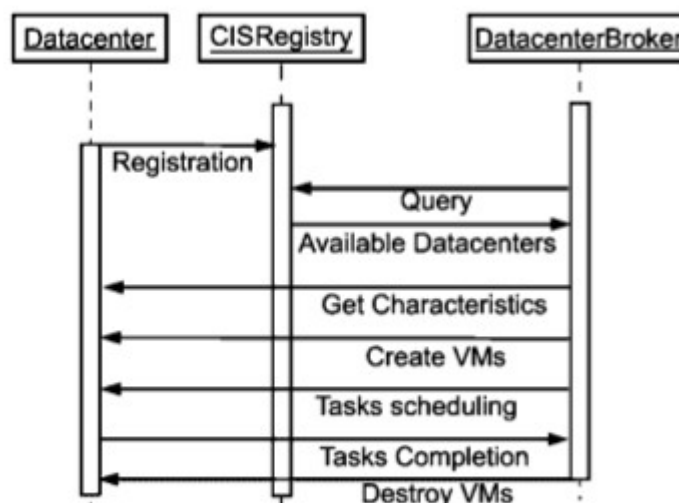 Datacenter
CISRegistry
DatacenterBroker
Registration
Query
Available Datacenters
Get Characteristics
Create VMs
Tasks scheduling
Tasks Completion
Destroy VMs